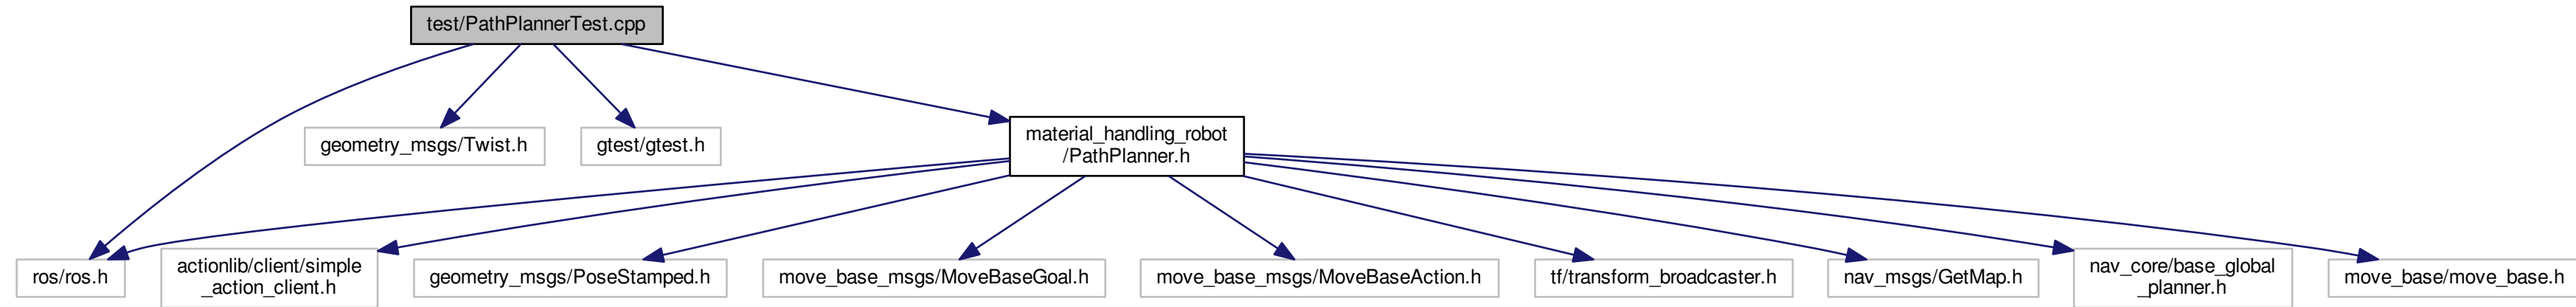 test/PathPlannerTest.cpp
geometry_msgs/Twist.h
gtest/gtest.h
material_handling_robot
/PathPlanner.h
ros/ros.h
actionlib/client/simple
_action_client.h
geometry_msgs/PoseStamped.h
move_base_msgs/MoveBaseGoal.h
move_base_msgs/MoveBaseAction.h
tf/transform_broadcaster.h
nav_msgs/GetMap.h
nav_core/base_global
_planner.h
move_base/move_base.h